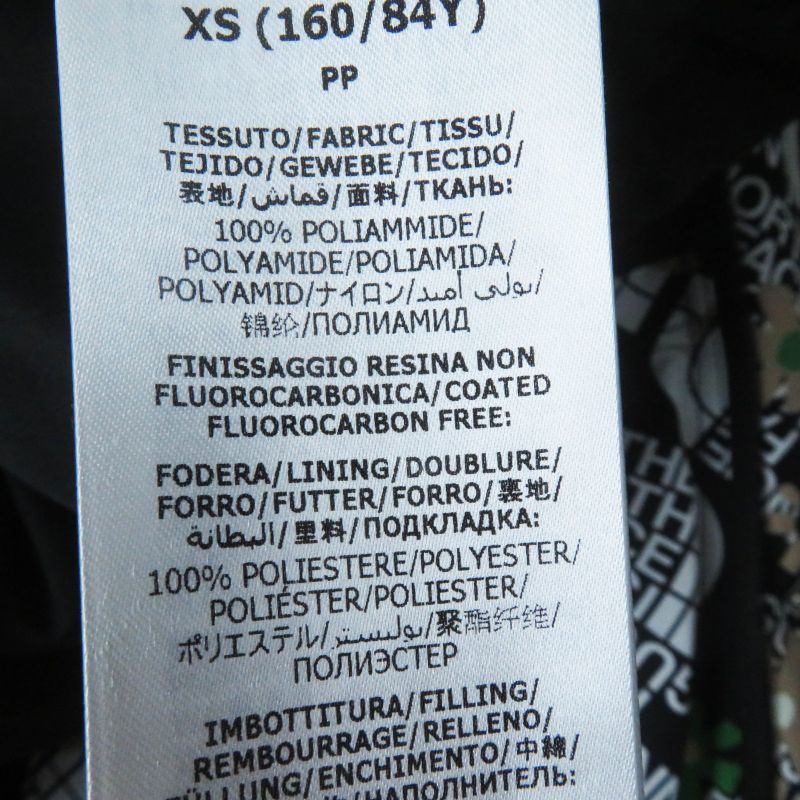 XS (160/84Y)
PP
TESSUTO/FABRIC/TISSU/
TEJIDO/GEWEBE/TECIDO/
表地/قماش/面料/ТКАНЬ:
100% POLIAMMIDE/
POLYAMIDE/POLIAMIDA/
POLYAMID/ナイロン/بولي أميد/
锦纶/ПОЛИАМИД
FINISSAGGIO RESINA NON
FLUOROCARBONICA/COATED
FLUOROCARBON FREE:
FODERA/LINING/DOUBLURE/
FORRO/FUTTER/FORRO/裏地/
البطانة/里料/ПОДКЛАДКА:
100% POLIESTERE/POLYESTER/
POLIÉSTER/POLIESTER/
ポリエステル/بوليستر/聚酯纤维/
ПОЛИЭСТЕР
IMBOTTITURA/FILLING/
REMBOURRAGE/RELLENO/
FÜLLUNG/ENCHIMENTO/中綿/
НАПОЛНИТЕЛЬ:
THE